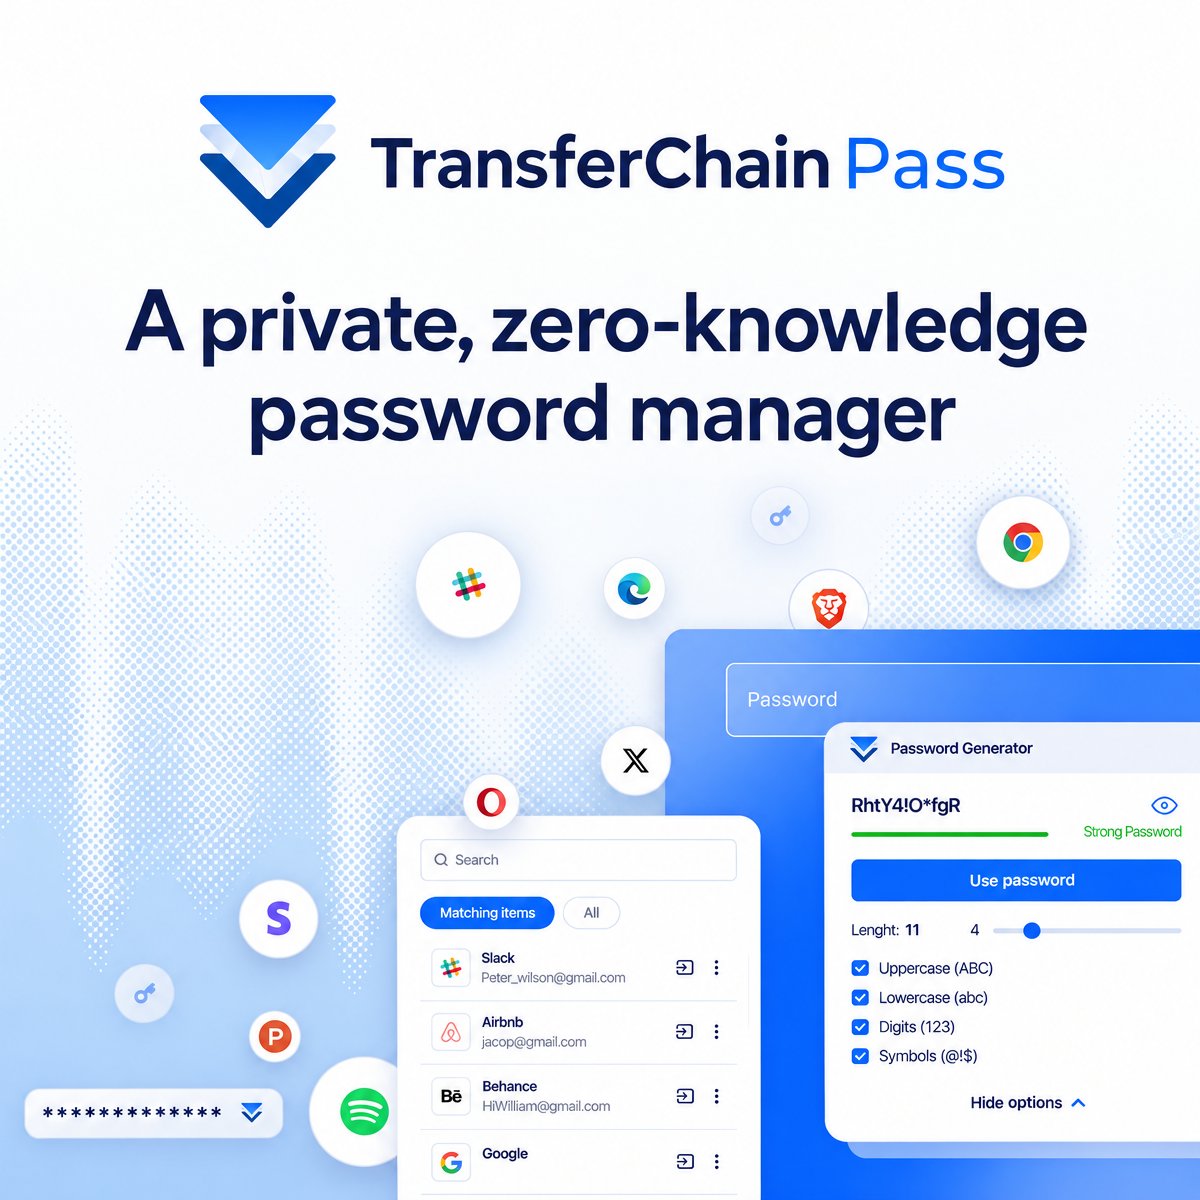 TransferChain Pass
A private, zero-knowledge
password manager
Password
Password Generator
RhtY4!O*fgR
Strong Password
Use password
Lenght: 11 4
Uppercase (ABC)
Lowercase (abc)
Digits (123)
Symbols (@!$)
Hide options
Search
Matching items All
Slack
Peter_wilson@gmail.com
Airbnb
jacop@gmail.com
Bē Behance
HiWilliam@gmail.com
Google
S
P
*************